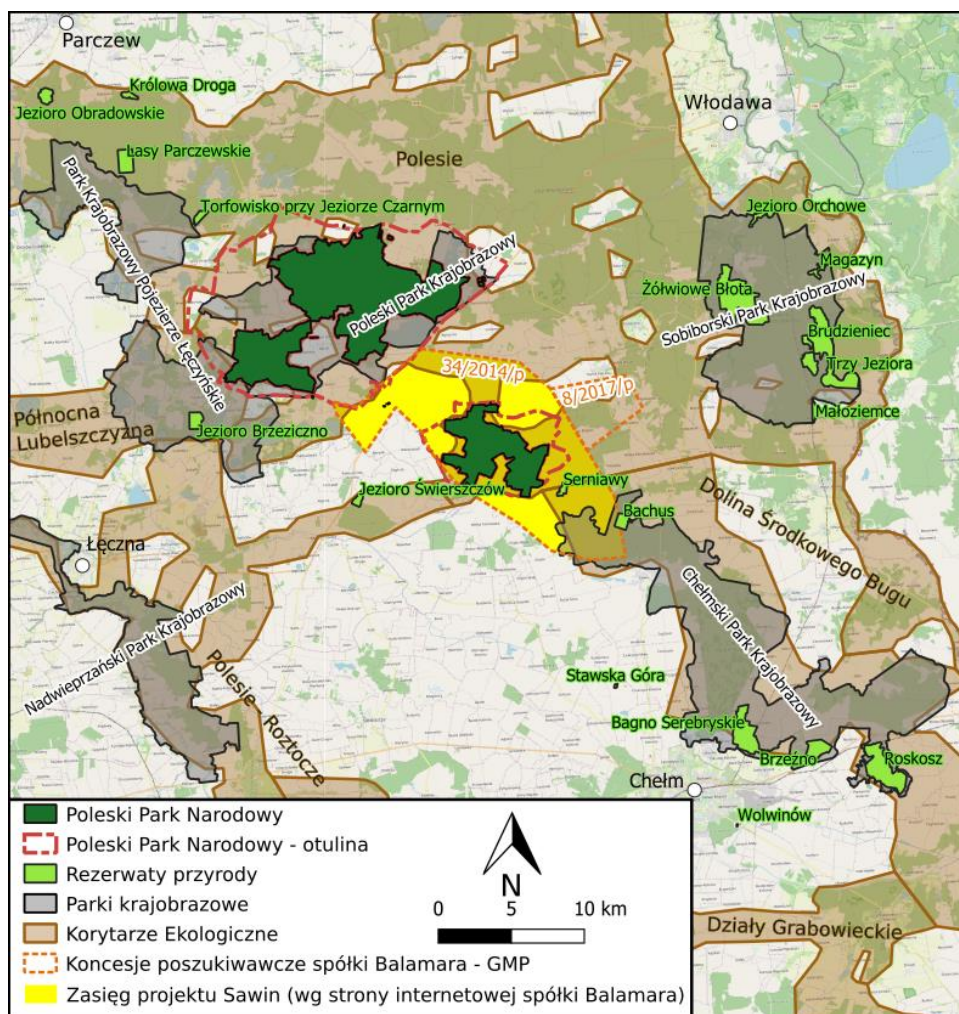 Parczew
Królowa Droga
Jezioro Obradowskie
Włodawa
Lasy Parczewskie
Polesie
Park Krajobrazowy Pojezierze Łęczyńskie
Torfowisko przy Jeziorze Czarnym
Jezioro Orchowe
Poleski Park Krajobrazowy
Magazyn
Żółwiowe Błota
Sobiborski Park Krajobrazowy
Brudzieniec
Trzy Jeziora
34/2014/p
8/2017/p
Małoziemce
Północna
Lubelszczyzna
Jezioro Brzeziczno
Serniawy
Jezioro Świerszczów
Bachus
Dolina Środkowego Bugu
Łęczna
Chełmski Park Krajobrazowy
Nadwieprzański Park Krajobrazowy
Polesie - Roztocze
Stawska Góra
Bagno Serebryskie
Brzeźno
Roskosz
Chełm
Wolwinów
Działy Grabowieckie
Poleski Park Narodowy
Poleski Park Narodowy - otulina
Rezerwaty przyrody
Parki krajobrazowe
Korytarze Ekologiczne
Koncesje poszukiwawcze spółki Balamara - GMP
Zasięg projektu Sawin (wg strony internetowej spółki Balamara)
N
0 5 10 km